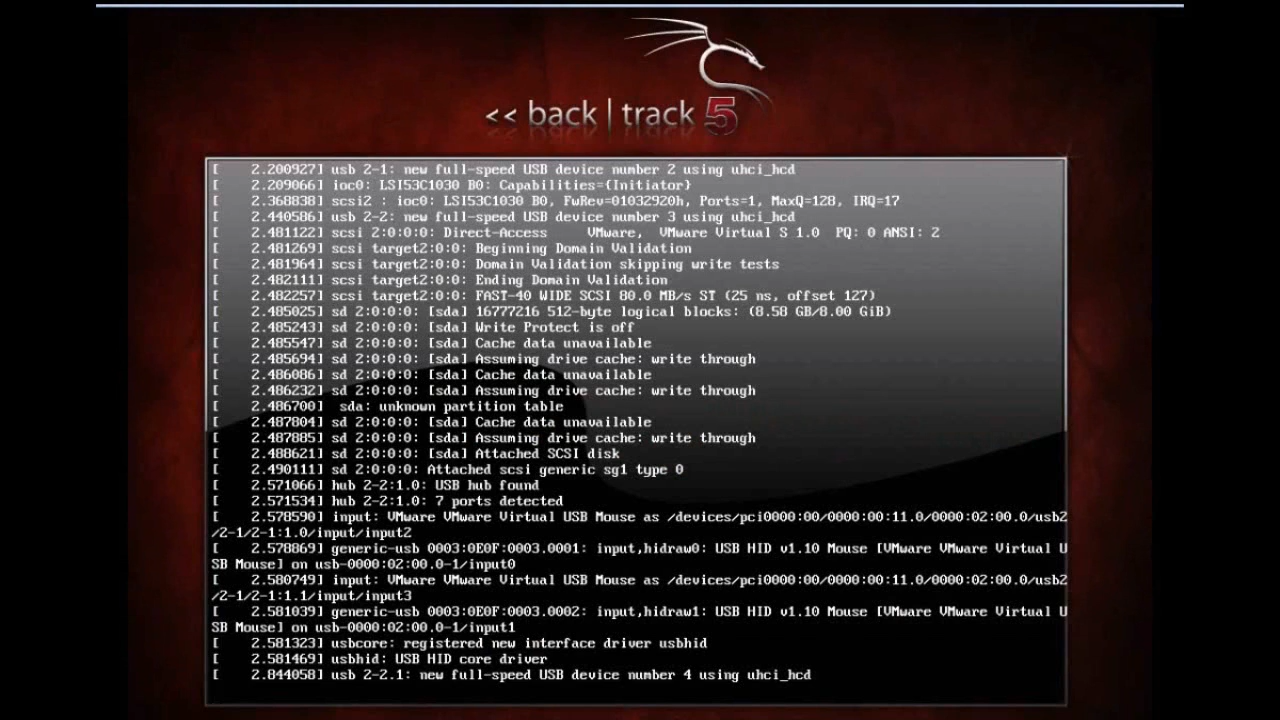 << back | track 5
[    2.200927] usb 2-1: new full-speed USB device number 2 using uhci_hcd
[    2.209066] ioc0: LSI53C1030 B0: Capabilities={Initiator}
[    2.368838] scsi2 : ioc0: LSI53C1030 B0, FwRev=01032920h, Ports=1, MaxQ=128, IRQ=17
[    2.440586] usb 2-2: new full-speed USB device number 3 using uhci_hcd
[    2.481122] scsi 2:0:0:0: Direct-Access     VMware,  VMware Virtual S 1.0  PQ: 0 ANSI: 2
[    2.481269] scsi target2:0:0: Beginning Domain Validation
[    2.481964] scsi target2:0:0: Domain Validation skipping write tests
[    2.482111] scsi target2:0:0: Ending Domain Validation
[    2.482257] scsi target2:0:0: FAST-40 WIDE SCSI 80.0 MB/s ST (25 ns, offset 127)
[    2.485025] sd 2:0:0:0: [sda] 16777216 512-byte logical blocks: (8.58 GB/8.00 GiB)
[    2.485243] sd 2:0:0:0: [sda] Write Protect is off
[    2.485547] sd 2:0:0:0: [sda] Cache data unavailable
[    2.485694] sd 2:0:0:0: [sda] Assuming drive cache: write through
[    2.486086] sd 2:0:0:0: [sda] Cache data unavailable
[    2.486232] sd 2:0:0:0: [sda] Assuming drive cache: write through
[    2.486700]  sda: unknown partition table
[    2.487804] sd 2:0:0:0: [sda] Cache data unavailable
[    2.487885] sd 2:0:0:0: [sda] Assuming drive cache: write through
[    2.488621] sd 2:0:0:0: [sda] Attached SCSI disk
[    2.490111] sd 2:0:0:0: Attached scsi generic sg1 type 0
[    2.571066] hub 2-2:1.0: USB hub found
[    2.571534] hub 2-2:1.0: 7 ports detected
[    2.578590] input: VMware VMware Virtual USB Mouse as /devices/pci0000:00/0000:00:11.0/0000:02:00.0/usb2
/2-1/2-1:1.0/input/input2
[    2.578869] generic-usb 0003:0E0F:0003.0001: input,hidraw0: USB HID v1.10 Mouse [VMware VMware Virtual U
SB Mouse] on usb-0000:02:00.0-1/input0
[    2.580749] input: VMware VMware Virtual USB Mouse as /devices/pci0000:00/0000:00:11.0/0000:02:00.0/usb2
/2-1/2-1:1.1/input/input3
[    2.581039] generic-usb 0003:0E0F:0003.0002: input,hidraw1: USB HID v1.10 Mouse [VMware VMware Virtual U
SB Mouse] on usb-0000:02:00.0-1/input1
[    2.581323] usbcore: registered new interface driver usbhid
[    2.581469] usbhid: USB HID core driver
[    2.844058] usb 2-2.1: new full-speed USB device number 4 using uhci_hcd